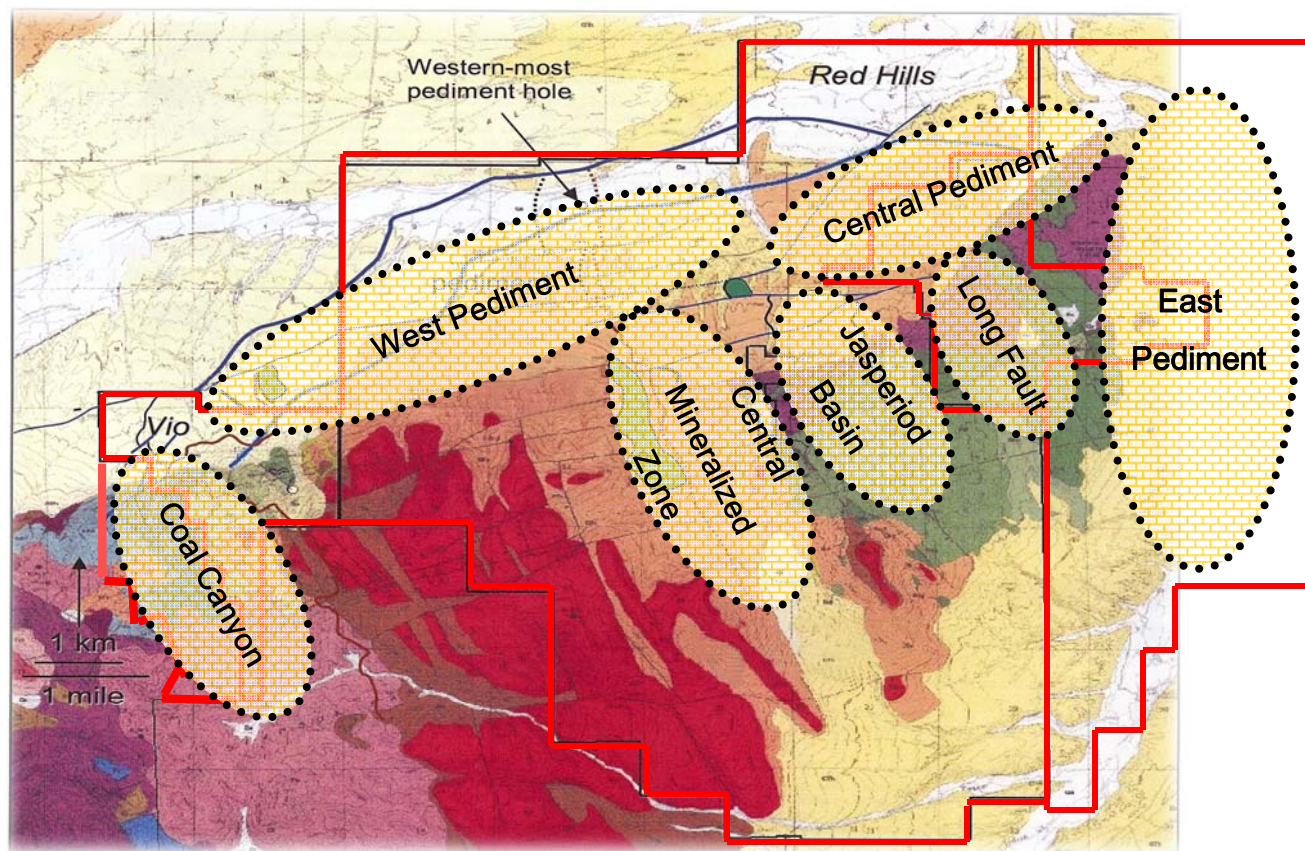 Western-most
pediment hole
Red Hills
Central Pediment
West Pediment
Long Fault
East
Pediment
Jasperiod
Basin
Central
Mineralized
Zone
Vio
Coal Canyon
1 km
1 mile